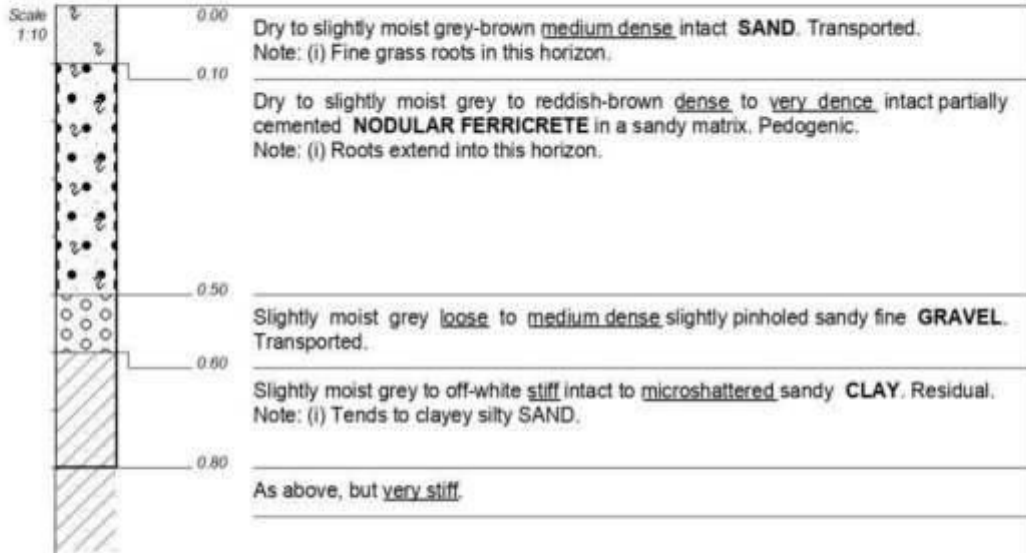 Scale
1:10
0.00
Dry to slightly moist grey-brown medium dense intact SAND. Transported.
Note: (i) Fine grass roots in this horizon.
0.10
Dry to slightly moist grey to reddish-brown dense to very dence intact partially
cemented NODULAR FERRICRETE in a sandy matrix. Pedogenic.
Note: (i) Roots extend into this horizon.
0.50
Slightly moist grey loose to medium dense slightly pinholed sandy fine GRAVEL.
Transported.
0.60
Slightly moist grey to off-white stiff intact to microshattered sandy CLAY. Residual.
Note: (i) Tends to clayey silty SAND.
0.80
As above, but very stiff.